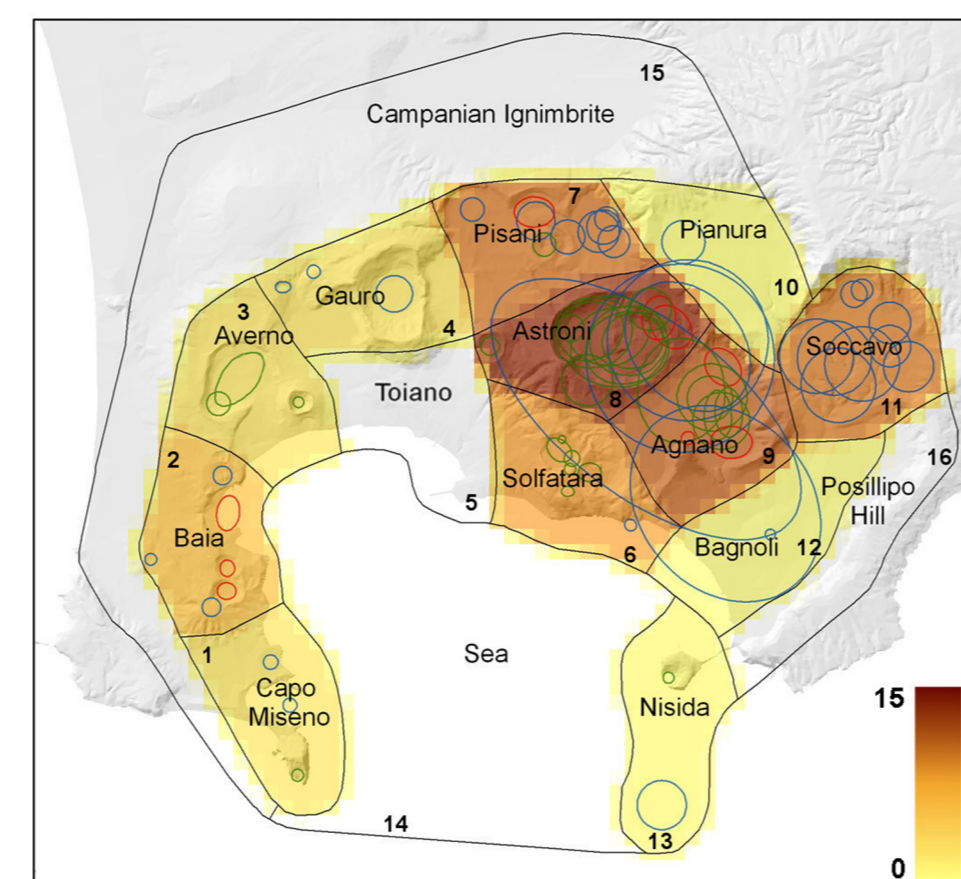 15
Campanian Ignimbrite
7
Pisani
Pianura
10
3
Averno
Gauro
4
Astroni
Soccavo
Toiano
8
11
2
Agnano
9
16
Solfatara
Posillipo
Hill
5
Baia
6
Bagnoli
12
1
Sea
Capo
Miseno
Nisida
15
14
13
0